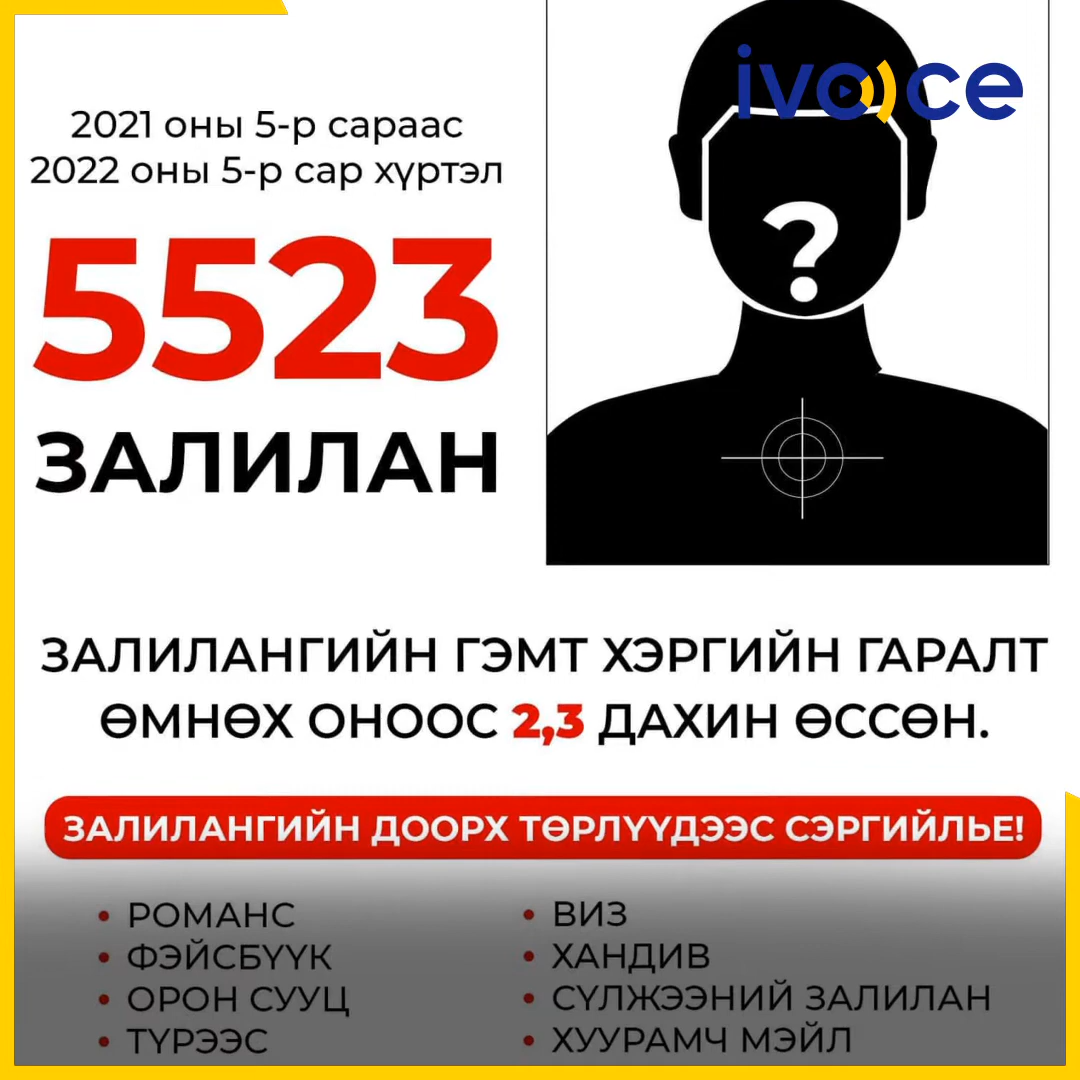 ivoice
2021 оны 5-р сараас
2022 оны 5-р сар хүртэл
5523
ЗАЛИЛАН
?
ЗАЛИЛАНГИЙН ГЭМТ ХЭРГИЙН ГАРАЛТ
ӨМНӨХ ОНООС 2,3 ДАХИН ӨССӨН.
ЗАЛИЛАНГИЙН ДООРХ ТӨРЛҮҮДЭЭС СЭРГИЙЛЬЕ!
• РОМАНС
• ФЭЙСБҮҮК
• ОРОН СУУЦ
• ТҮРЭЭС
• ВИЗ
• ХАНДИВ
• СҮЛЖЭЭНИЙ ЗАЛИЛАН
• ХУУРАМЧ МЭЙЛ